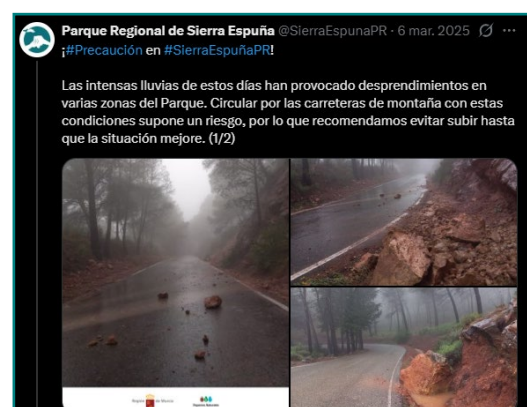 Parque Regional de Sierra Espuña @SierraEspunaPR · 6 mar. 2025
¡#Precaución en #SierraEspuñaPR!
Las intensas lluvias de estos días han provocado desprendimientos en
varias zonas del Parque. Circular por las carreteras de montaña con estas
condiciones supone un riesgo, por lo que recomendamos evitar subir hasta
que la situación mejore. (1/2)